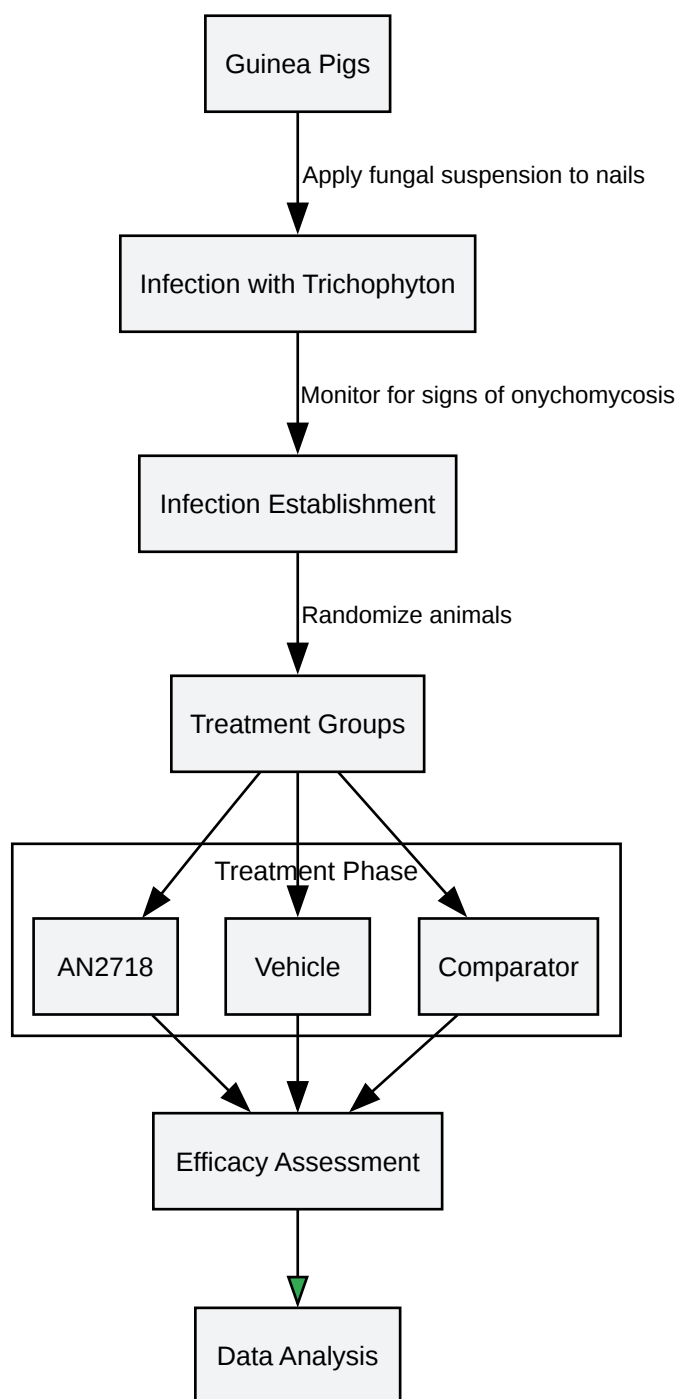 Guinea Pigs
Apply fungal suspension to nails
Infection with Trichophyton
Monitor for signs of onychomycosis
Infection Establishment
Randomize animals
Treatment Groups
Treatment Phase
AN2718
Vehicle
Comparator
Efficacy Assessment
Data Analysis